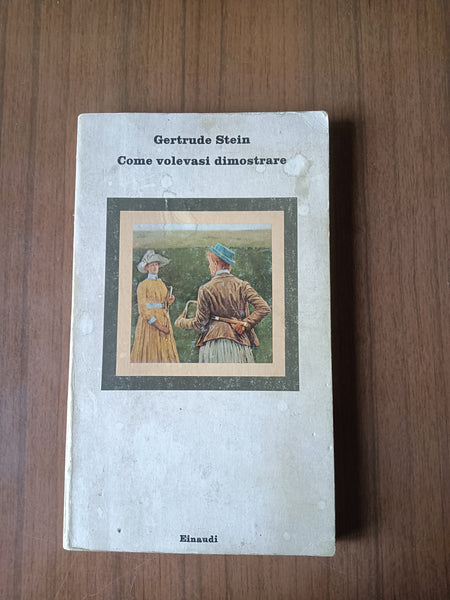 Gertrude Stein
Come volevasi dimostrare
Einaudi